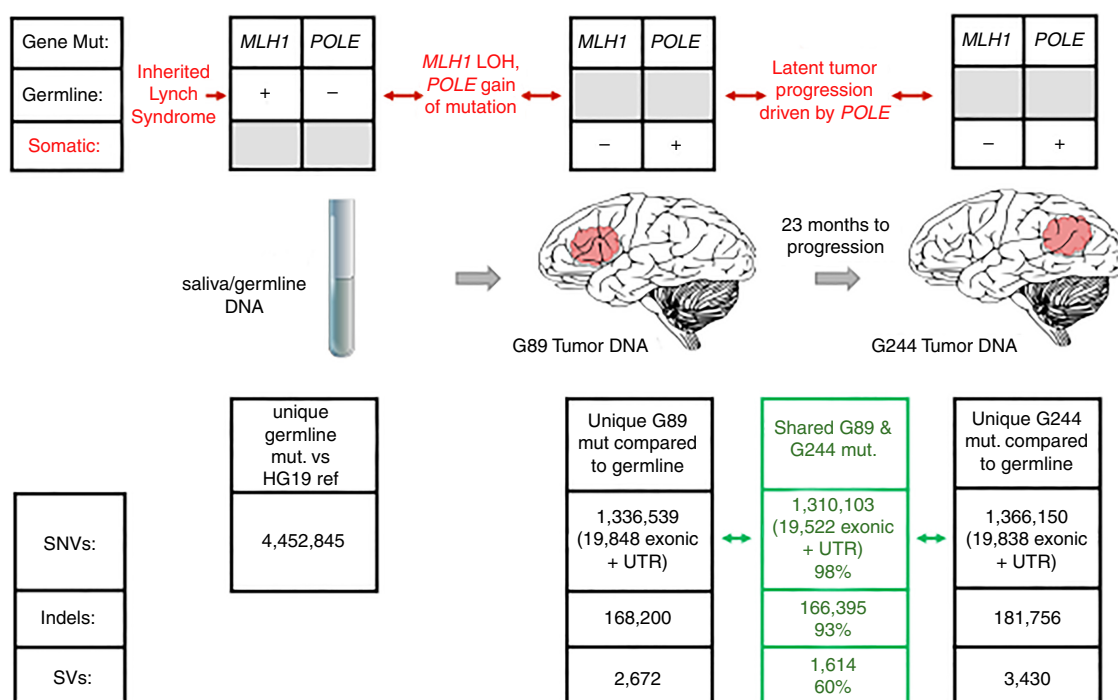 Gene Mut:
Germline:
Somatic:
Inherited
Lynch
Syndrome
MLH1 POLE
+ –
MLH1 LOH,
POLE gain
of mutation
MLH1 POLE
– +
Latent tumor
progression
driven by POLE
MLH1 POLE
– +
saliva/germline
DNA
G89 Tumor DNA
23 months to
progression
G244 Tumor DNA
unique
germline
mut. vs
HG19 ref
Unique G89
mut compared
to germline
Shared G89 &
G244 mut.
Unique G244
mut. compared
to germline
SNVs:
4,452,845
1,336,539
(19,848 exonic
+ UTR)
1,310,103
(19,522 exonic
+ UTR)
98%
1,366,150
(19,838 exonic
+ UTR)
Indels:
168,200
166,395
93%
181,756
SVs:
2,672
1,614
60%
3,430